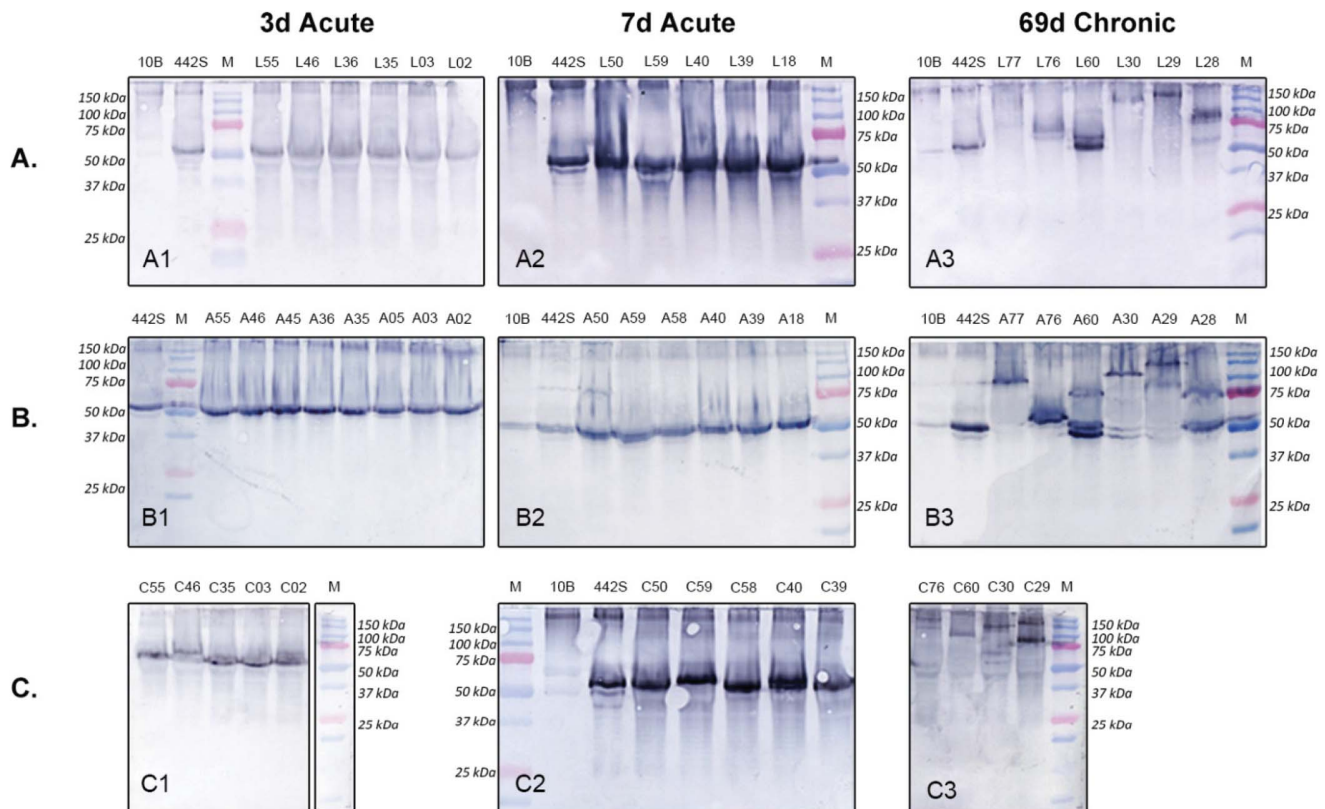 3d Acute 7d Acute 69d Chronic
A.
10B 442S M L55 L46 L36 L35 L03 L02
150 kDa
100 kDa
75 kDa
50 kDa
37 kDa
25 kDa
A1
10B 442S L50 L59 L40 L39 L18 M
150 kDa
100 kDa
75 kDa
50 kDa
37 kDa
25 kDa
A2
10B 442S L77 L76 L60 L30 L29 L28 M
150 kDa
100 kDa
75 kDa
50 kDa
37 kDa
25 kDa
A3
B.
442S M A55 A46 A45 A36 A35 A05 A03 A02
150 kDa
100 kDa
75 kDa
50 kDa
37 kDa
25 kDa
B1
10B 442S A50 A59 A58 A40 A39 A18 M
150 kDa
100 kDa
75 kDa
50 kDa
37 kDa
25 kDa
B2
10B 442S A77 A76 A60 A30 A29 A28 M
150 kDa
100 kDa
75 kDa
50 kDa
37 kDa
25 kDa
B3
C.
C55 C46 C35 C03 C02 M
150 kDa
100 kDa
75 kDa
50 kDa
37 kDa
25 kDa
C1
M 10B 442S C50 C59 C58 C40 C39
150 kDa
100 kDa
75 kDa
50 kDa
37 kDa
25 kDa
C2
C76 C60 C30 C29 M
150 kDa
100 kDa
75 kDa
50 kDa
37 kDa
25 kDa
C3